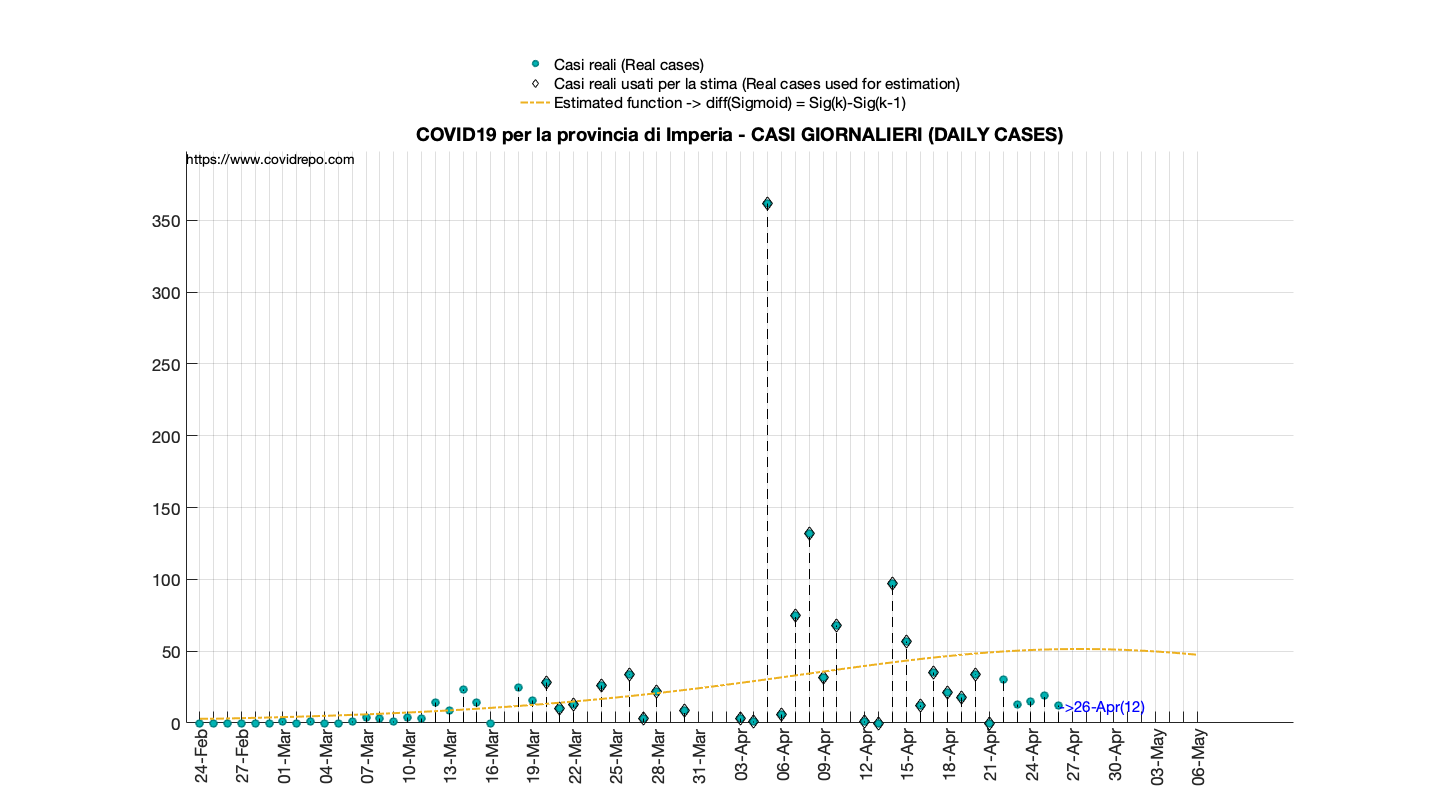 Casi reali (Real cases)
Casi reali usati per la stima (Real cases used for estimation)
Estimated function -> diff(Sigmoid) = Sig(k)-Sig(k-1)
COVID19 per la provincia di Imperia - CASI GIORNALIERI (DAILY CASES)
https://www.covidrepo.com
350
300
250
200
150
100
50
0
->26-Apr(12)
24-Feb
27-Feb
01-Mar
04-Mar
07-Mar
10-Mar
13-Mar
16-Mar
19-Mar
22-Mar
25-Mar
28-Mar
31-Mar
03-Apr
06-Apr
09-Apr
12-Apr
15-Apr
18-Apr
21-Apr
24-Apr
27-Apr
30-Apr
03-May
06-May